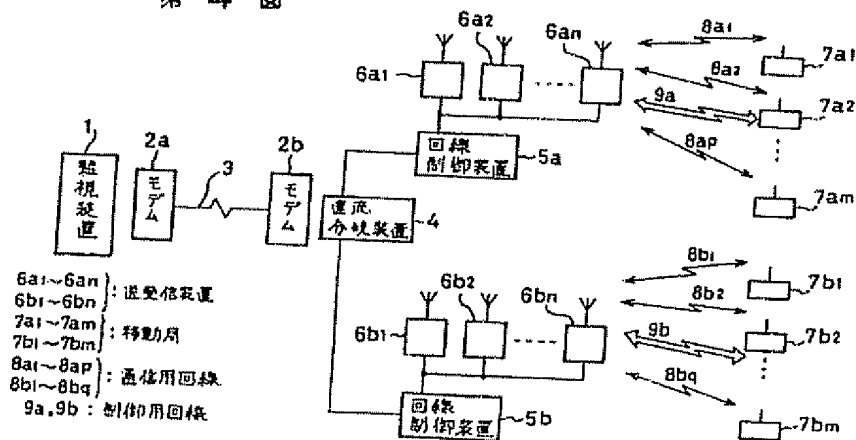 第 図
1
監視装置
2a
モデム
3
2b
モデム
直流
分岐装置
4
回線
制御装置
5a
6a1
6a2
6an
8a1
8a2
9a
8ap
7a1
7a2
7am
回線
制御装置
5b
6b1
6b2
6bn
8b1
8b2
9b
8bq
7b1
7b2
7bm
6a1~6an
6b1~6bn
:送受信装置
7a1~7am
7b1~7bm
:移動局
8a1~8ap
8b1~8bq
:通信用回線
9a,9b:制御用回線